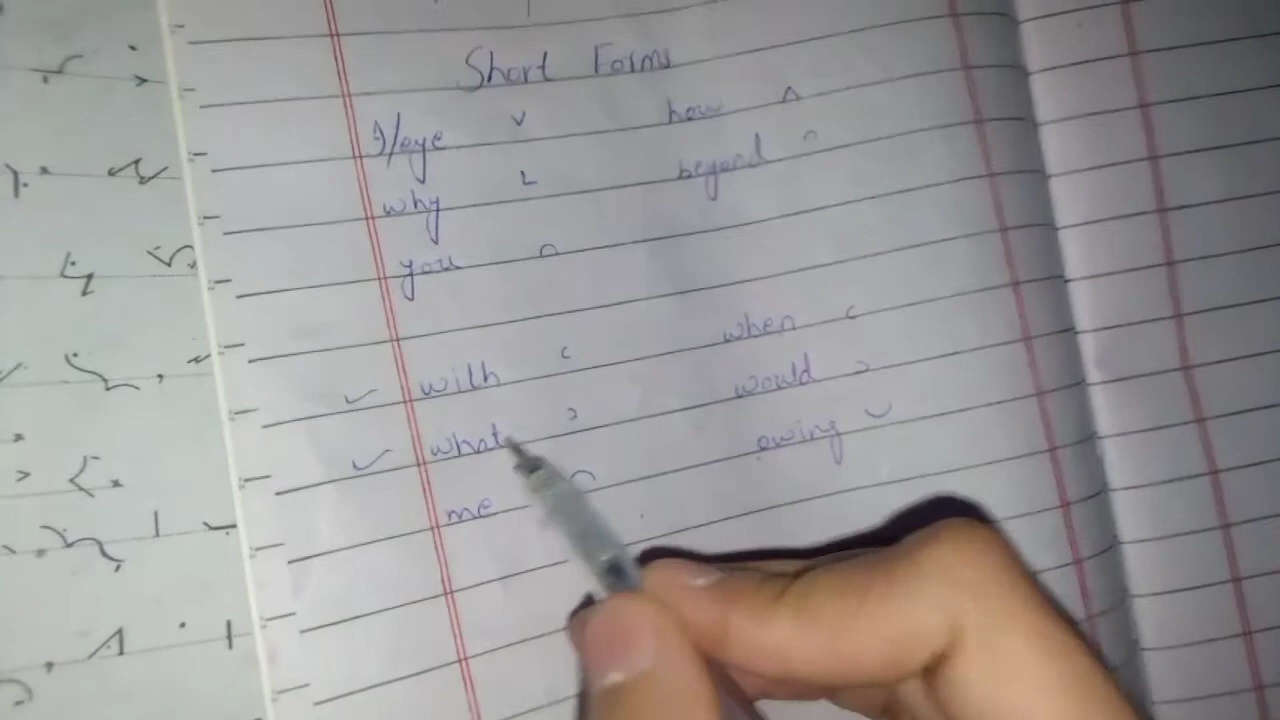 Short Forms
I/eye how
why beyond
you
with when
what would
me owing